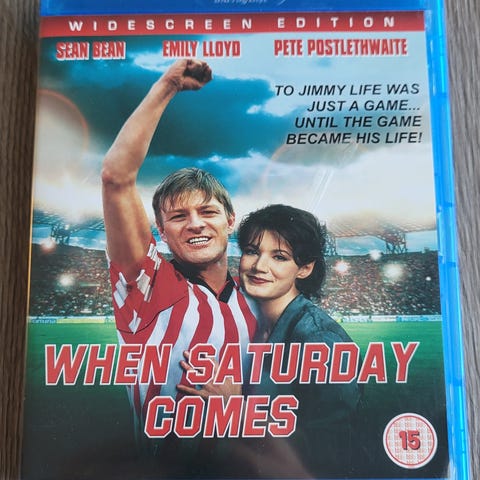 WIDESCREEN EDITION
SEAN BEAN EMILY LLOYD PETE POSTLETHWAITE
TO JIMMY LIFE WAS
JUST A GAME...
UNTIL THE GAME
BECAME HIS LIFE!
WHEN SATURDAY
COMES
15